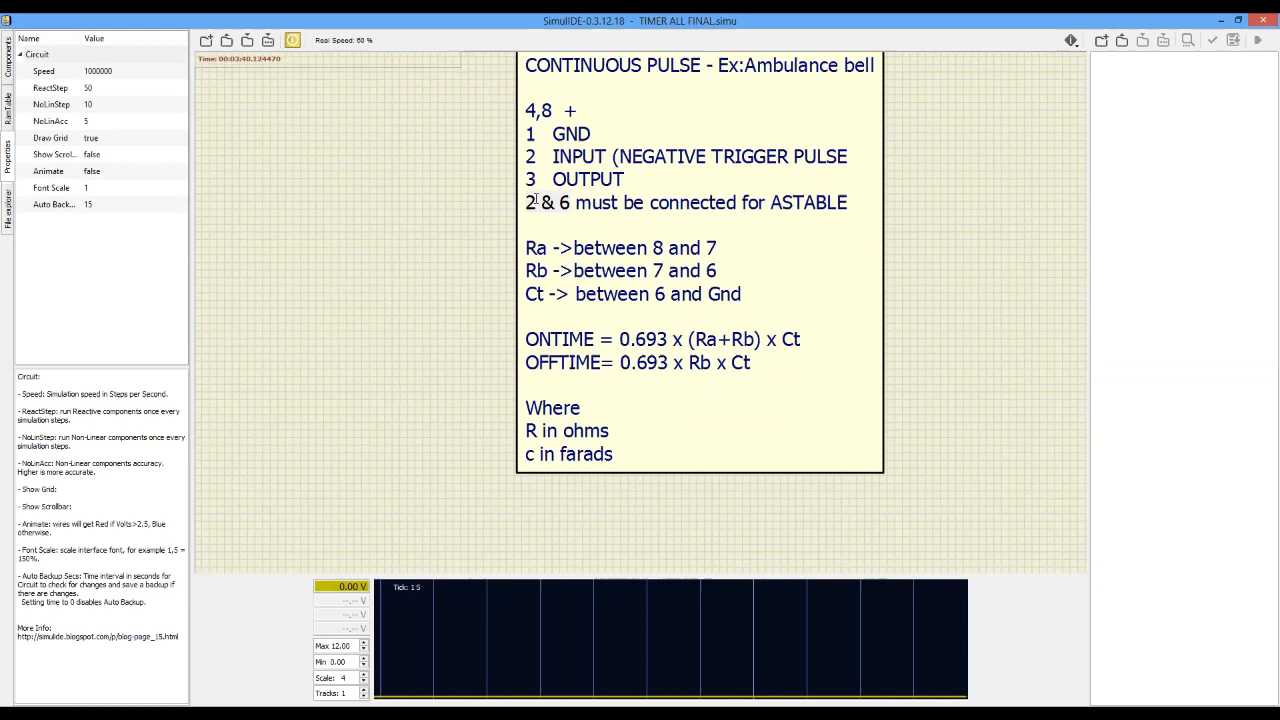 SimulIDE-0.3.12.18 - TIMER ALL FINAL.simu
Components
RamTable
Properties
File explorer
Name Value
Circuit
Speed 1000000
ReactStep 50
NoLinStep 10
NoLinAcc 5
Draw Grid true
Show Scrol... false
Animate false
Font Scale 1
Auto Back... 15
Circuit:
- Speed: Simulation speed in Steps per Second.
- ReactStep: run Reactive components once every
simulation steps.
- NoLinStep: run Non-Linear components once every
simulation steps.
- NoLinAcc: Non-Linear components accuracy.
Higher is more accurate.
- Show Grid:
- Show Scrollbar:
- Animate: wires will get Red if Volts>2.5, Blue
otherwise.
- Font Scale: scale interface font, for example 1,5 =
150%.
- Auto Backup Secs: Time interval in seconds for
Circuit to check for changes and save a backup if
there are changes.
Setting time to 0 disables Auto Backup.
More Info:
http://simulide.blogspot.com/p/blog-page_15.html
Real Speed: 60 %
Time: 00:03:40.124470
CONTINUOUS PULSE - Ex:Ambulance bell
4,8 +
1 GND
2 INPUT (NEGATIVE TRIGGER PULSE
3 OUTPUT
2 & 6 must be connected for ASTABLE
Ra ->between 8 and 7
Rb ->between 7 and 6
Ct -> between 6 and Gnd
ONTIME = 0.693 x (Ra+Rb) x Ct
OFFTIME= 0.693 x Rb x Ct
Where
R in ohms
c in farads
0.00 V
--.-- V
--.-- V
--.-- V
Max 12.00
Min 0.00
Scale: 4
Tracks: 1
Tick: 1 S